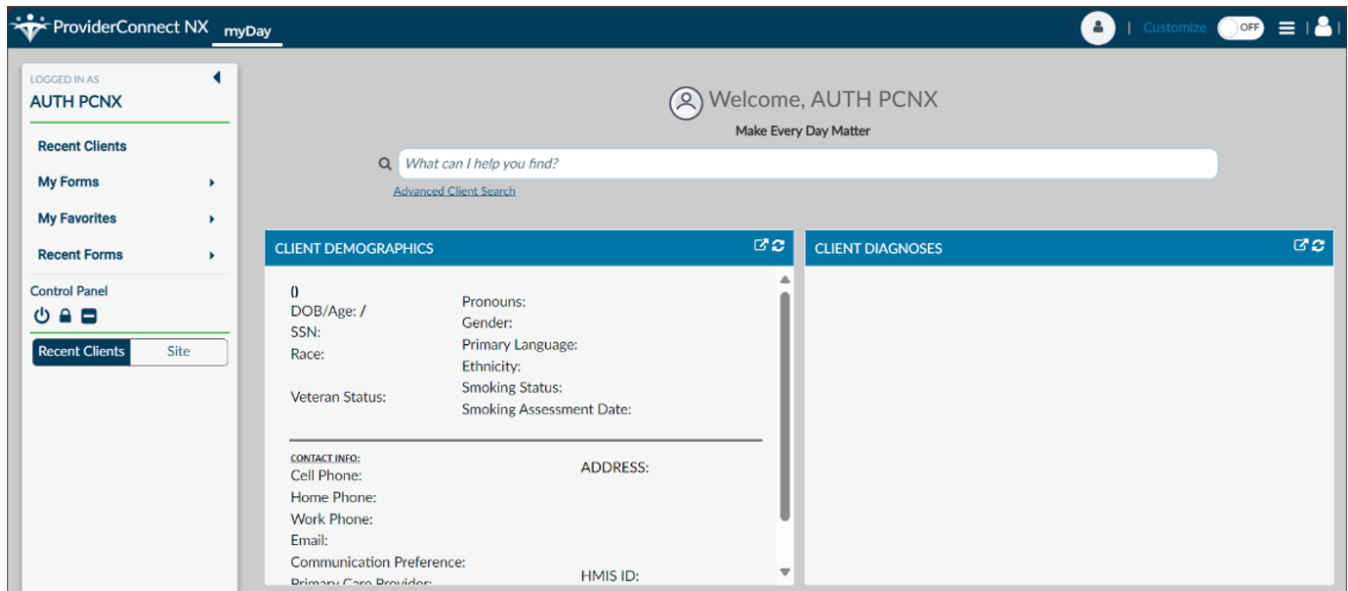 ProviderConnect NX myDay
| Customize OFF | |
LOGGED IN AS
AUTH PCNX
Recent Clients
My Forms
My Favorites
Recent Forms
Control Panel
Recent Clients Site
Welcome, AUTH PCNX
Make Every Day Matter
What can I help you find?
Advanced Client Search
CLIENT DEMOGRAPHICS
()
DOB/Age: /
SSN:
Race:
Veteran Status:
Pronouns:
Gender:
Primary Language:
Ethnicity:
Smoking Status:
Smoking Assessment Date:
CONTACT INFO:
Cell Phone:
Home Phone:
Work Phone:
Email:
Communication Preference:
Primary Care Provider:
ADDRESS:
HMIS ID:
CLIENT DIAGNOSES